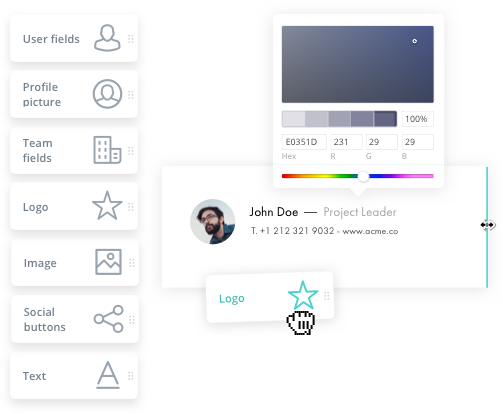 User fields
Profile
picture
Team
fields
Logo
Image
Social
buttons
Text
100%
E0351D 231 29 29
Hex R G B
John Doe — Project Leader
T. +1 212 321 9032 - www.acme.co
Logo